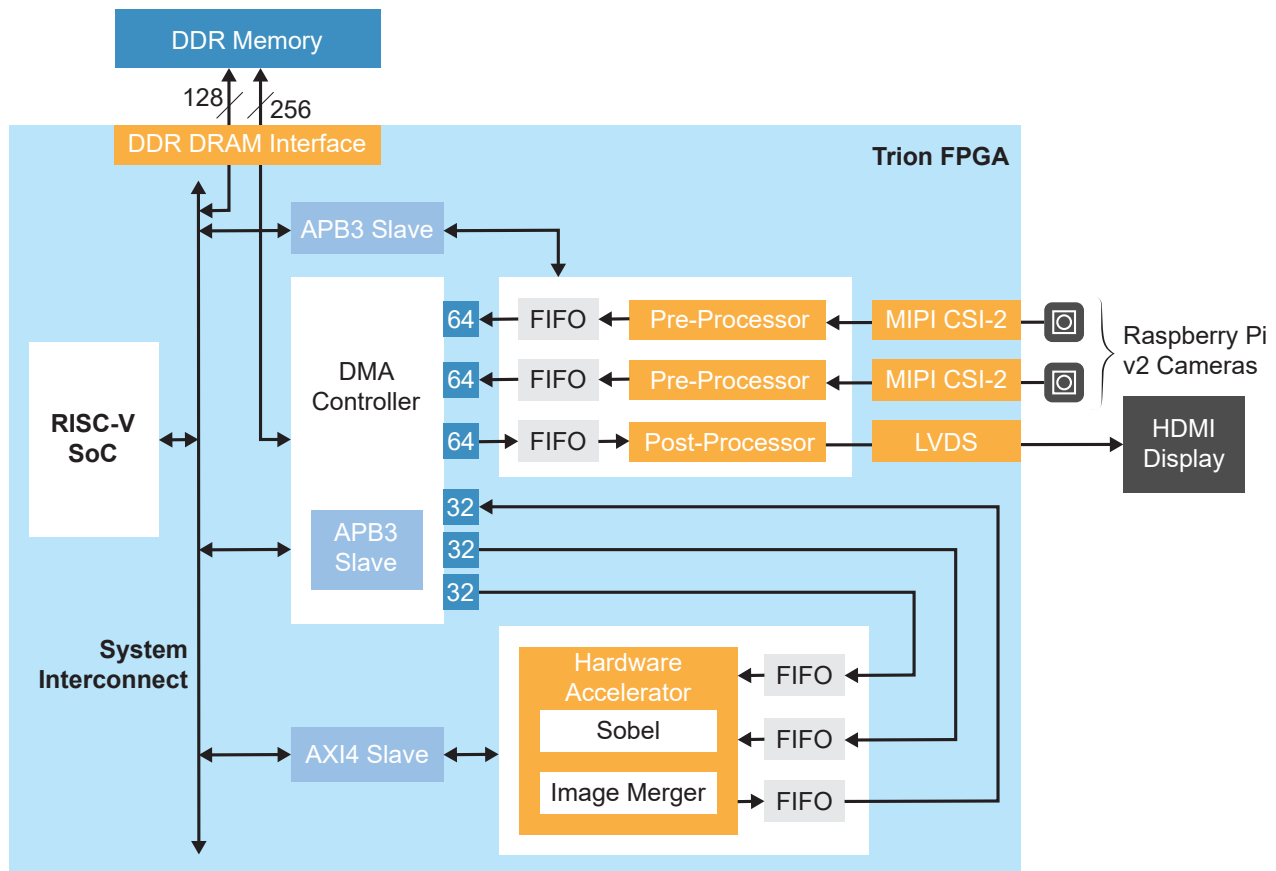 DDR Memory
128
256
DDR DRAM Interface
Trion FPGA
APB3 Slave
64
FIFO
Pre-Processor
MIPI CSI-2
Raspberry Pi
v2 Cameras
DMA
Controller
64
FIFO
Pre-Processor
MIPI CSI-2
RISC-V
SoC
64
FIFO
Post-Processor
LVDS
HDMI
Display
32
APB3
Slave
32
32
System
Interconnect
Hardware
Accelerator
FIFO
Sobel
FIFO
AXI4 Slave
Image Merger
FIFO